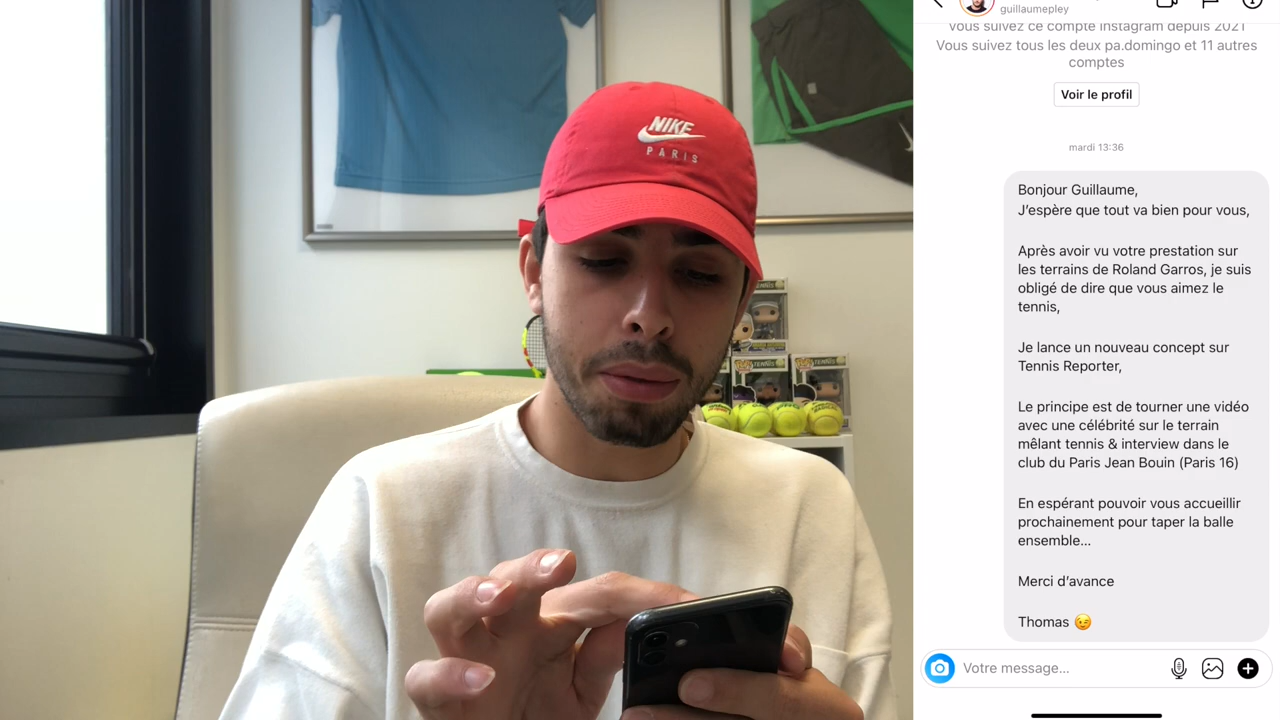 NIKE
PARIS
TENNIS
TENNIS
TENNIS
TENNIS
guillaumepley
Vous suivez ce compte Instagram depuis 2021
Vous suivez tous les deux pa.domingo et 11 autres
comptes
Voir le profil
mardi 13:36
Bonjour Guillaume,
J’espère que tout va bien pour vous,
Après avoir vu votre prestation sur
les terrains de Roland Garros, je suis
obligé de dire que vous aimez le
tennis,
Je lance un nouveau concept sur
Tennis Reporter,
Le principe est de tourner une vidéo
avec une célébrité sur le terrain
mêlant tennis & interview dans le
club du Paris Jean Bouin (Paris 16)
En espérant pouvoir vous accueillir
prochainement pour taper la balle
ensemble...
Merci d’avance
Thomas 😉
Votre message...